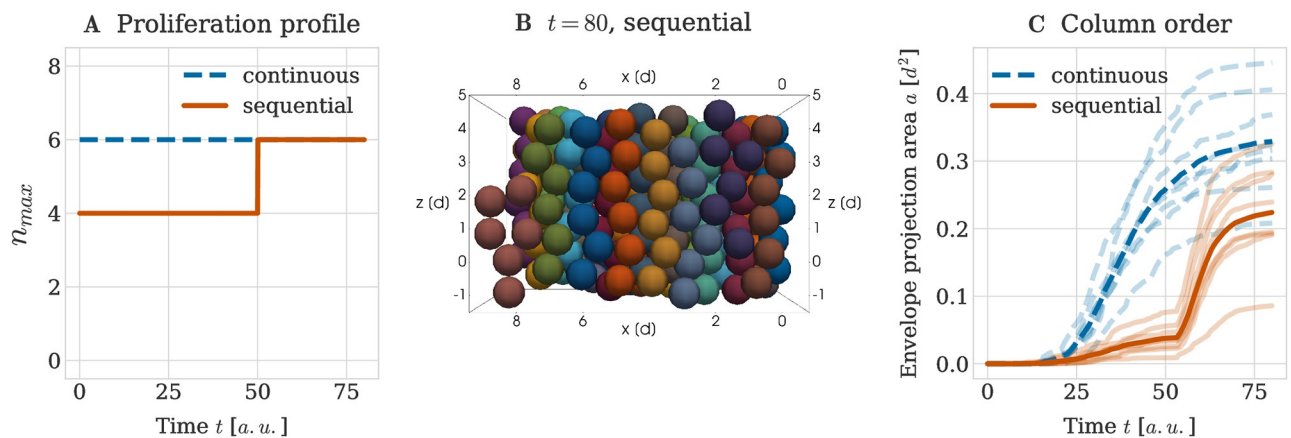 A Proliferation profile
8
6
4
2
0
n_max
continuous
sequential
0 25 50 75
Time t [a.u.]
B t = 80, sequential
x (d)
8 6 4 2 0
5 5
4 4
3 3
2 2
z (d) z (d)
1 1
0 0
-1 -1
8 6 4 2 0
x (d)
C Column order
Envelope projection area a [d²]
0.4
0.3
0.2
0.1
0.0
continuous
sequential
0 25 50 75
Time t [a.u.]